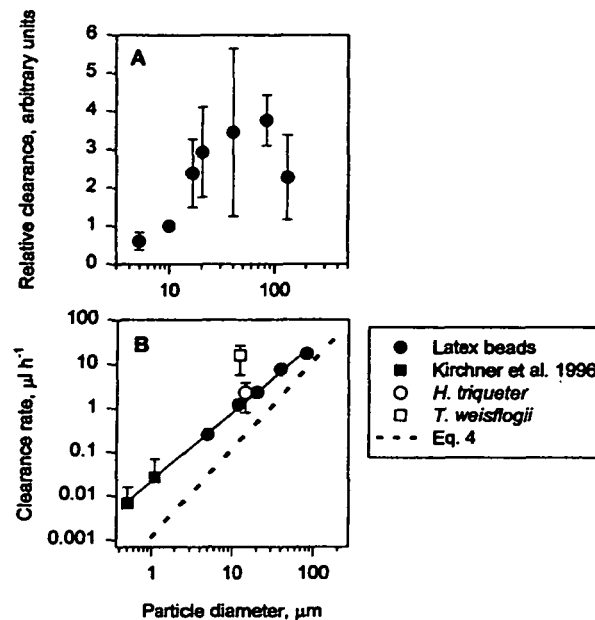 A
Relative clearance, arbitrary units
6
5
4
3
2
1
0
10
100
B
Clearance rate, µl h⁻¹
100
10
1
0.1
0.01
0.001
1
10
100
Particle diameter, µm
Latex beads
Kirchner et al. 1996
H. triqueter
T. weisflogii
Eq. 4